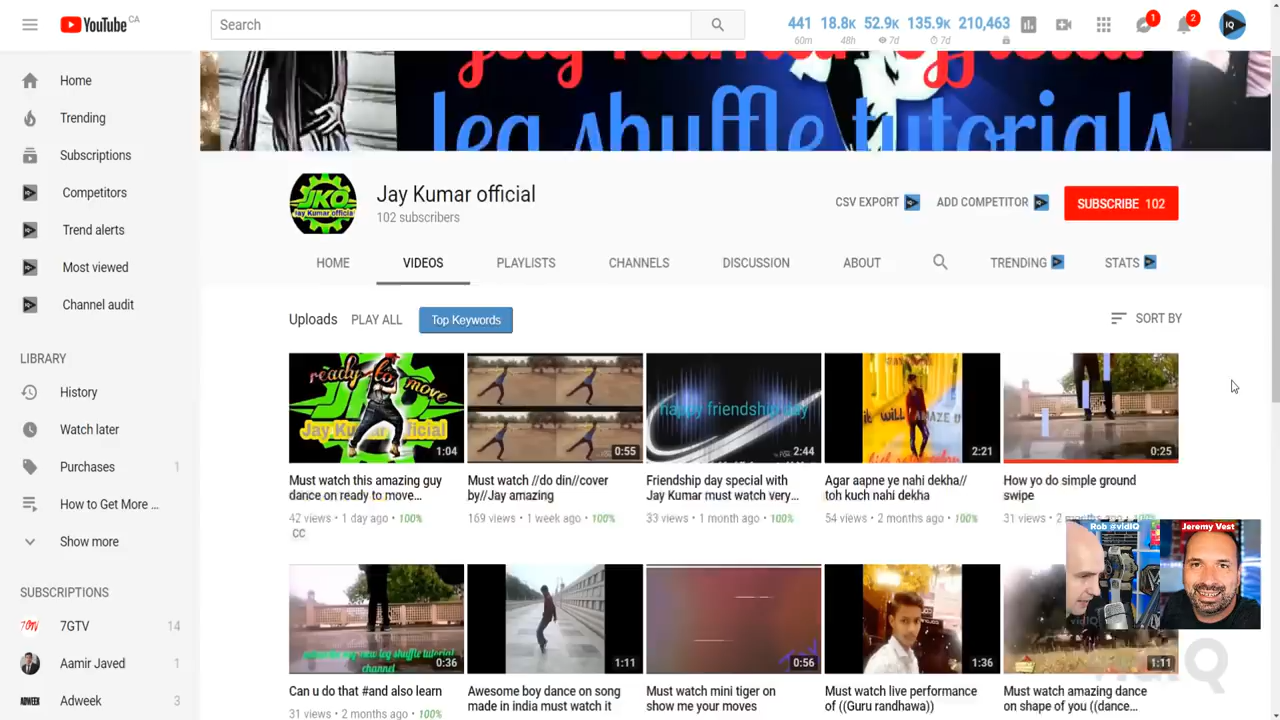 YouTube CA
Search
441 18.8K 52.9K 135.9K 210,463
60m 48h 7d 7d
1
2
IQ
leg shuffle tutorials
Home
Trending
Subscriptions
Competitors
Trend alerts
Most viewed
Channel audit
LIBRARY
History
Watch later
Purchases 1
How to Get More ...
Show more
SUBSCRIPTIONS
7GTV 14
Aamir Javed 1
Adweek 3
JKO
Jay Kumar official
Jay Kumar official
102 subscribers
CSV EXPORT
ADD COMPETITOR
SUBSCRIBE 102
HOME VIDEOS PLAYLISTS CHANNELS DISCUSSION ABOUT TRENDING STATS
Uploads PLAY ALL Top Keywords SORT BY
ready to move
1:04
0:55
happy friendship day
2:44
2:21
0:25
Must watch this amazing guy
dance on ready to move...
42 views • 1 day ago • 100%
CC
Must watch //do din//cover
by//Jay amazing
169 views • 1 week ago • 100%
Friendship day special with
Jay Kumar must watch very...
33 views • 1 month ago • 100%
Agar aapne ye nahi dekha//
toh kuch nahi dekha
54 views • 2 months ago • 100%
How yo do simple ground
swipe
31 views • 2 months ago • 100%
Rob #vidIQ
Jeremy Vest
vidIQ
0:36
1:11
0:56
1:36
1:11
Can u do that #and also learn
31 views • 2 months ago • 100%
Awesome boy dance on song
made in india must watch it
Must watch mini tiger on
show me your moves
Must watch live performance
of ((Guru randhawa))
Must watch amazing dance
on shape of you ((dance...